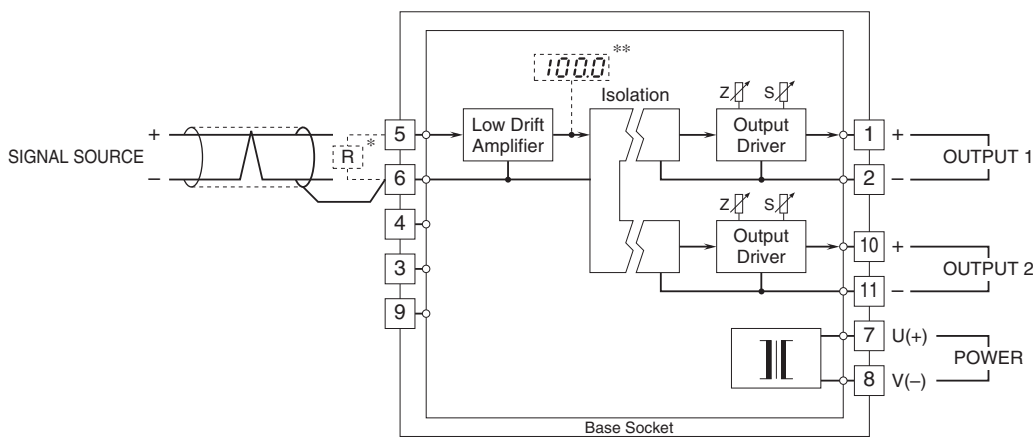 100.0 **
Isolation
Z S
5
Low Drift
Amplifier
Output
Driver
1 +
+
SIGNAL SOURCE
–
R *
OUTPUT 1
6
2 –
4
Z S
3
Output
Driver
10 +
OUTPUT 2
11 –
9
7 U(+)
POWER
8 V(–)
Base Socket